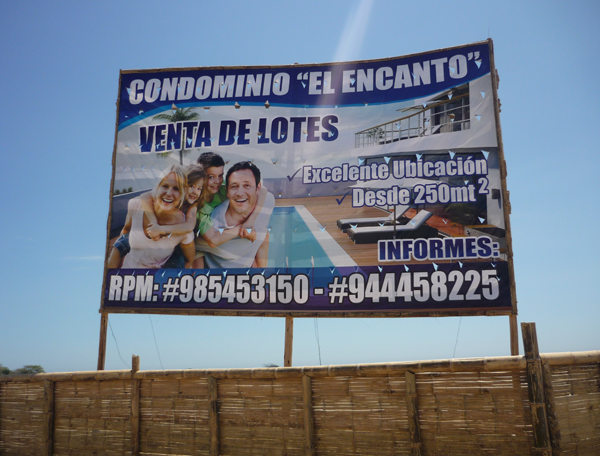 CONDOMINIO "EL ENCANTO"
VENTA DE LOTES
Excelente Ubicación
Desde 250mt2
INFORMES:
RPM: #985453150 - #944458225